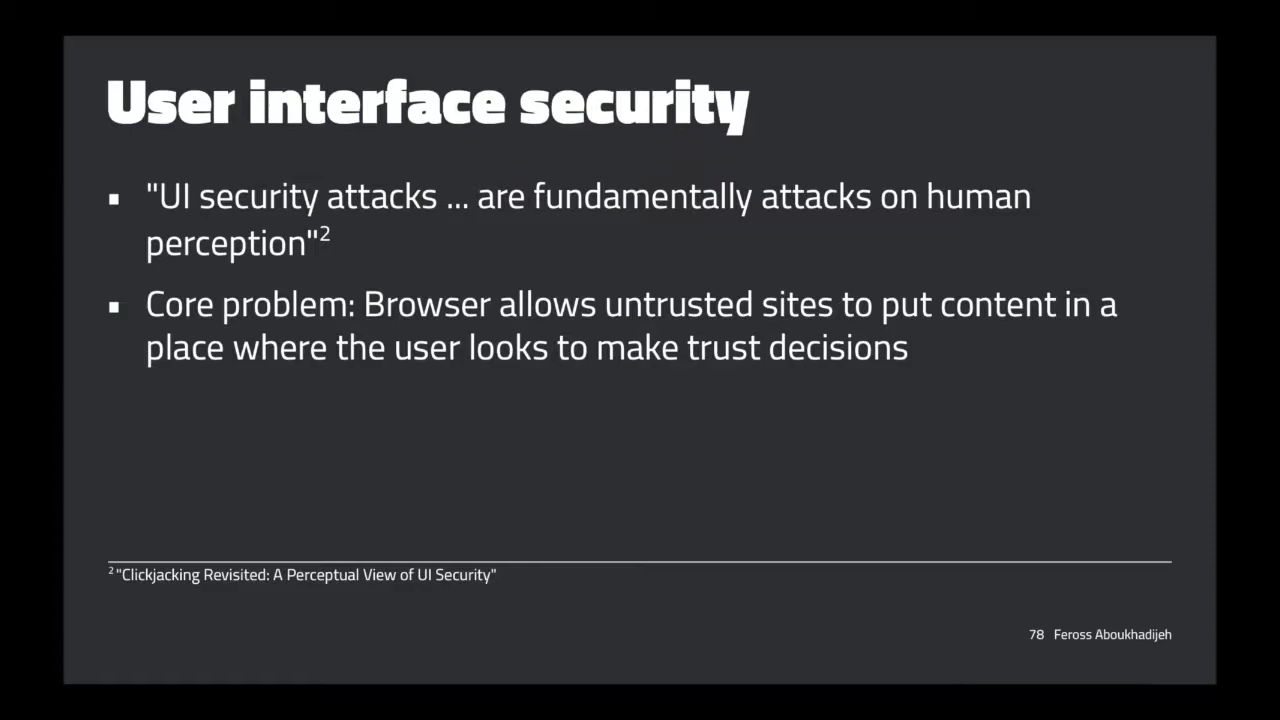 User interface security
▪ "UI security attacks ... are fundamentally attacks on human
perception"²
▪ Core problem: Browser allows untrusted sites to put content in a
place where the user looks to make trust decisions
² "Clickjacking Revisited: A Perceptual View of UI Security"
78 Feross Aboukhadijeh